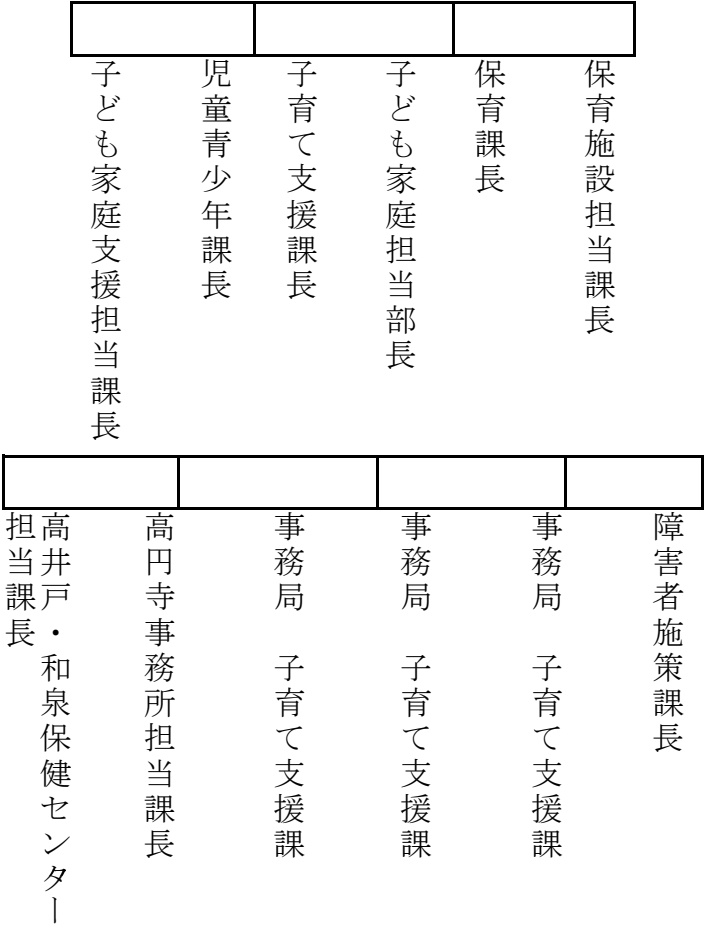 保育施設担当課長
保育課長
子ども家庭担当部長
子育て支援課長
児童青少年課長
子ども家庭支援担当課長
障害者施策課長
事務局　子育て支援課
事務局　子育て支援課
事務局　子育て支援課
高円寺事務所担当課長
高井戸・和泉保健センター
担当課長